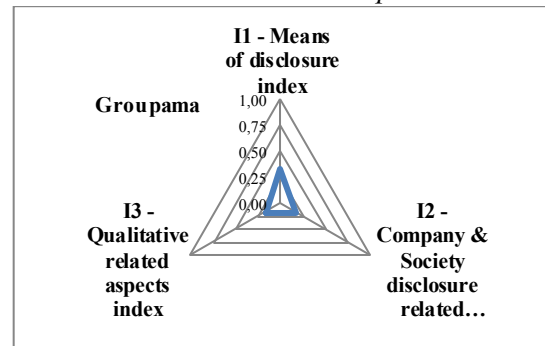 I1 - Means
of disclosure
index
Groupama
1,00
0,75
0,50
0,25
0,00
I3 -
Qualitative
related
aspects
index
I2 -
Company &
Society
disclosure
related…